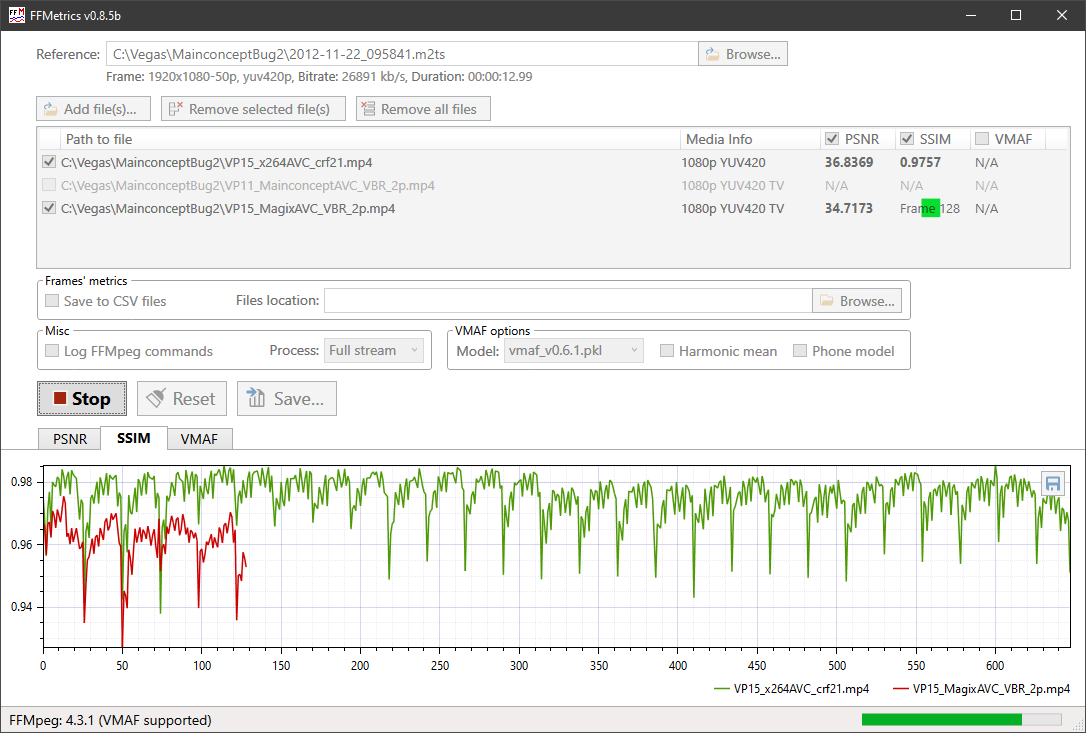 FFMetrics v0.8.5b
Reference: C:\Vegas\MainconceptBug2\2012-11-22_095841.m2ts Browse...
Frame: 1920x1080-50p, yuv420p, Bitrate: 26891 kb/s, Duration: 00:00:12.99
Add file(s)... Remove selected file(s) Remove all files
Path to file Media Info PSNR SSIM VMAF
C:\Vegas\MainconceptBug2\VP15_x264AVC_crf21.mp4 1080p YUV420 36.8369 0.9757 N/A
C:\Vegas\MainconceptBug2\VP11_MainconceptAVC_VBR_2p.mp4 1080p YUV420 TV N/A N/A N/A
C:\Vegas\MainconceptBug2\VP15_MagixAVC_VBR_2p.mp4 1080p YUV420 TV 34.7173 Frame 128 N/A
Frames' metrics
Save to CSV files Files location: Browse...
Misc VMAF options
Log FFMpeg commands Process: Full stream Model: vmaf_v0.6.1.pkl Harmonic mean Phone model
Stop Reset Save...
PSNR SSIM VMAF
0.98
0.96
0.94
0 50 100 150 200 250 300 350 400 450 500 550 600
VP15_x264AVC_crf21.mp4 VP15_MagixAVC_VBR_2p.mp4
FFMpeg: 4.3.1 (VMAF supported)